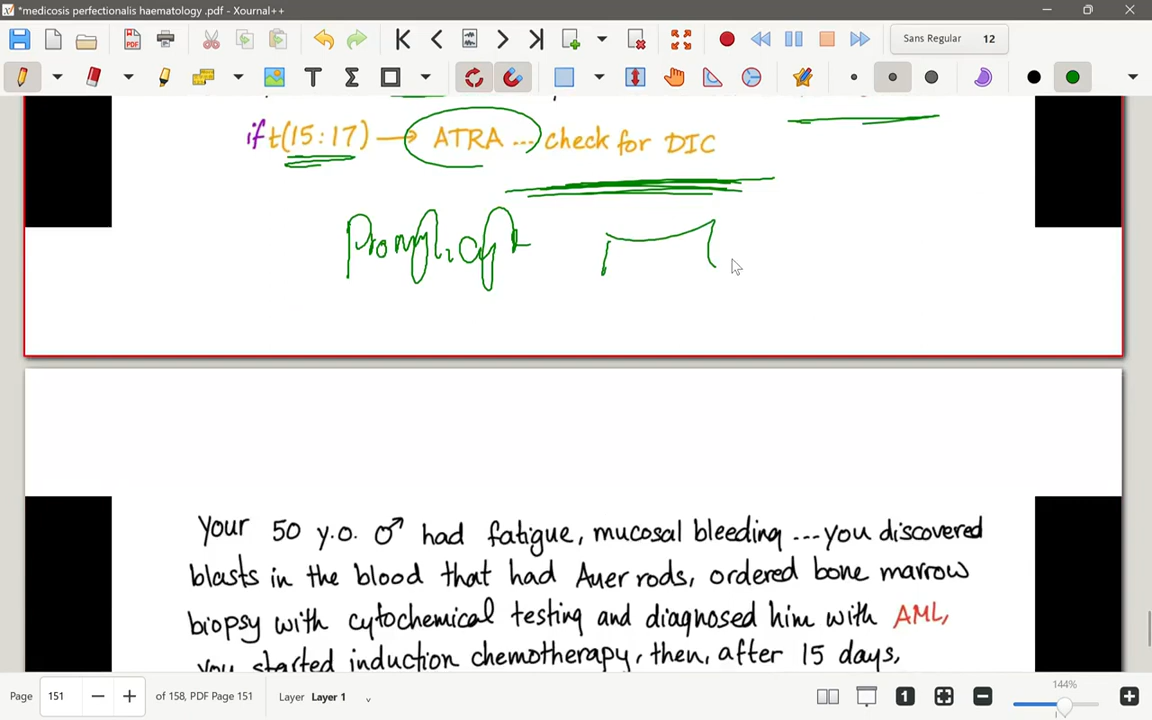 *medicosis perfectionalis haematology .pdf - Xournal++
Sans Regular 12
if t(15:17) → ATRA ... check for DIC
Your 50 y.o. ♂ had fatigue, mucosal bleeding ... you discovered
blasts in the blood that had Auer rods, ordered bone marrow
biopsy with cytochemical testing and diagnosed him with AML,
you started induction chemotherapy, then, after 15 days,
Page 151 of 158, PDF Page 151 Layer Layer 1 144%